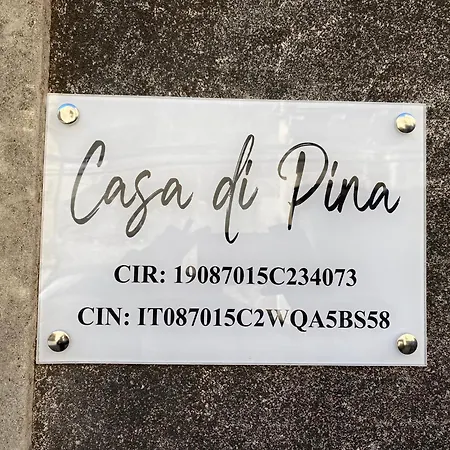 Casa di Pina
CIR: 19087015C234073
CIN: IT087015C2WQA5BS58